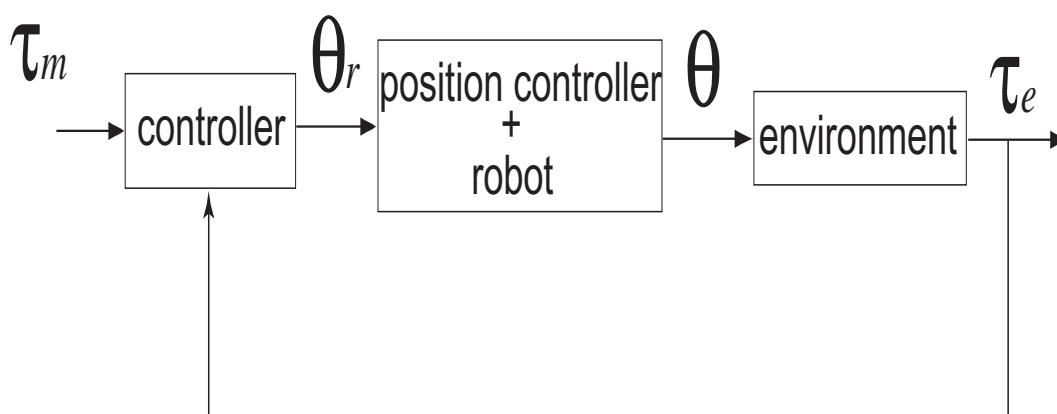 τm
controller
θr
position controller
+
robot
θ
environment
τe